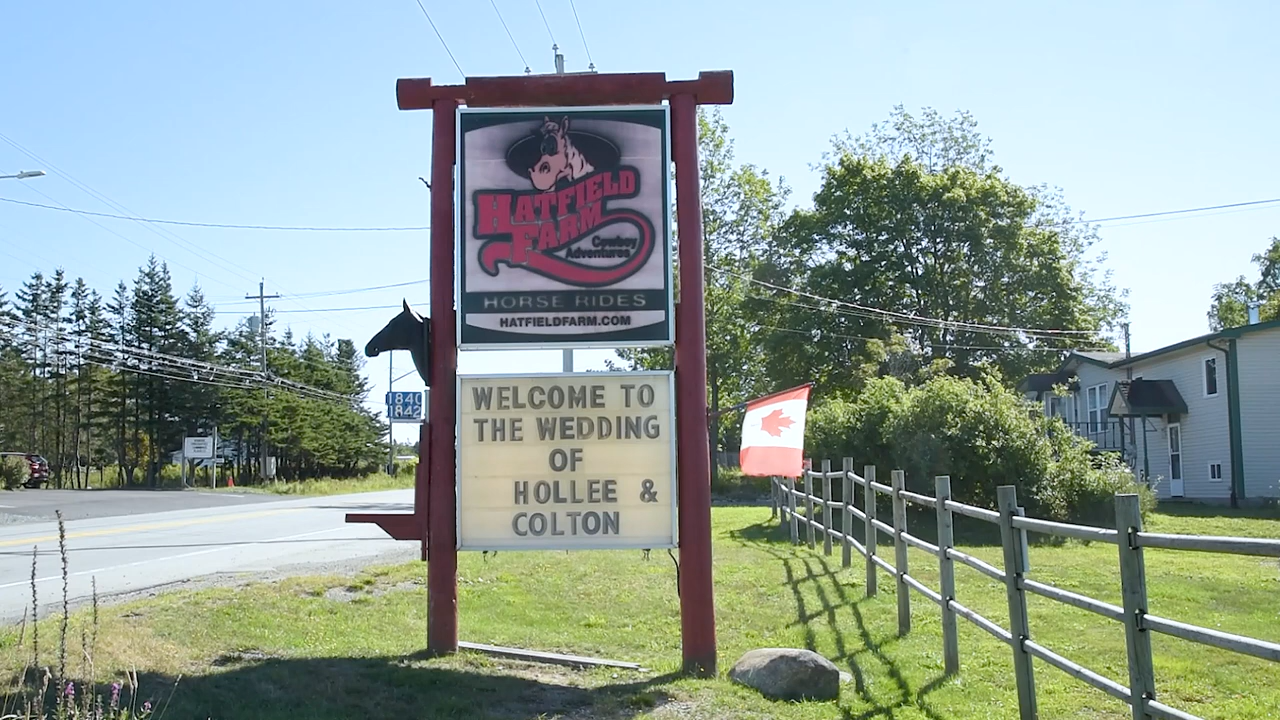 HATFIELD
FARM
Cowboy
Adventures
HORSE RIDES
HATFIELDFARM.COM
1840
1842
WELCOME TO
THE WEDDING
OF
HOLLEE &
COLTON